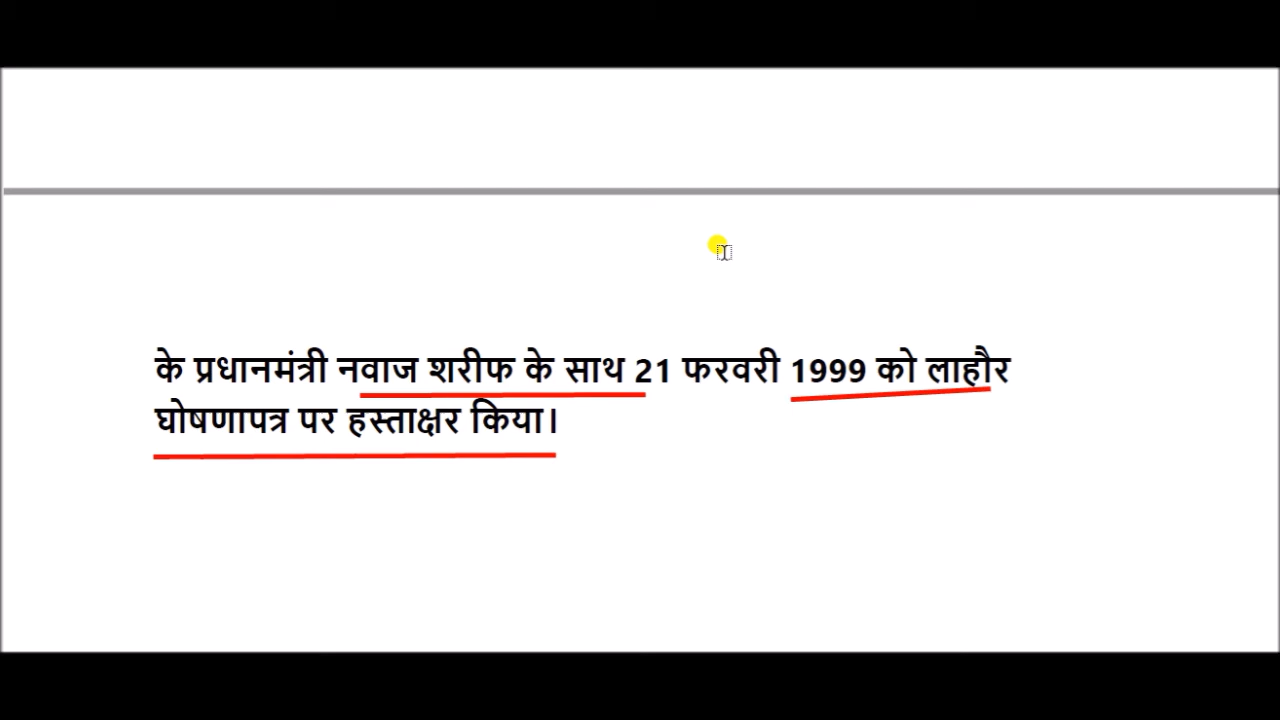 के प्रधानमंत्री नवाज शरीफ के साथ 21 फरवरी 1999 को लाहौर
घोषणापत्र पर हस्ताक्षर किया।